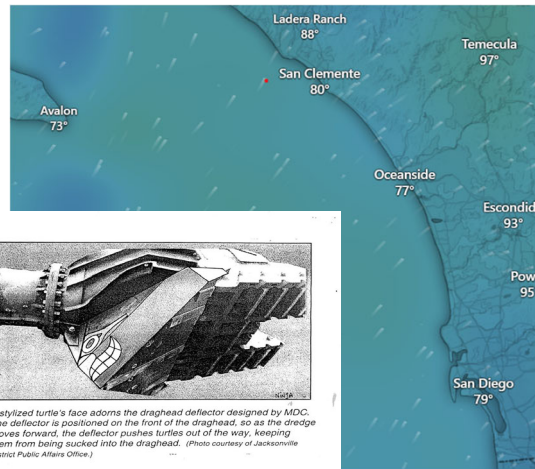 Ladera Ranch
88°
Temecula
97°
San Clemente
80°
Avalon
73°
Oceanside
77°
Escondid
93°
Pow
95
San Diego
79°
NINJA
stylized turtle's face adorns the draghead deflector designed by MDC.
he deflector is positioned on the front of the draghead, so as the dredge
oves forward, the deflector pushes turtles out of the way, keeping
em from being sucked into the draghead. (Photo courtesy of Jacksonville
strict Public Affairs Office.)